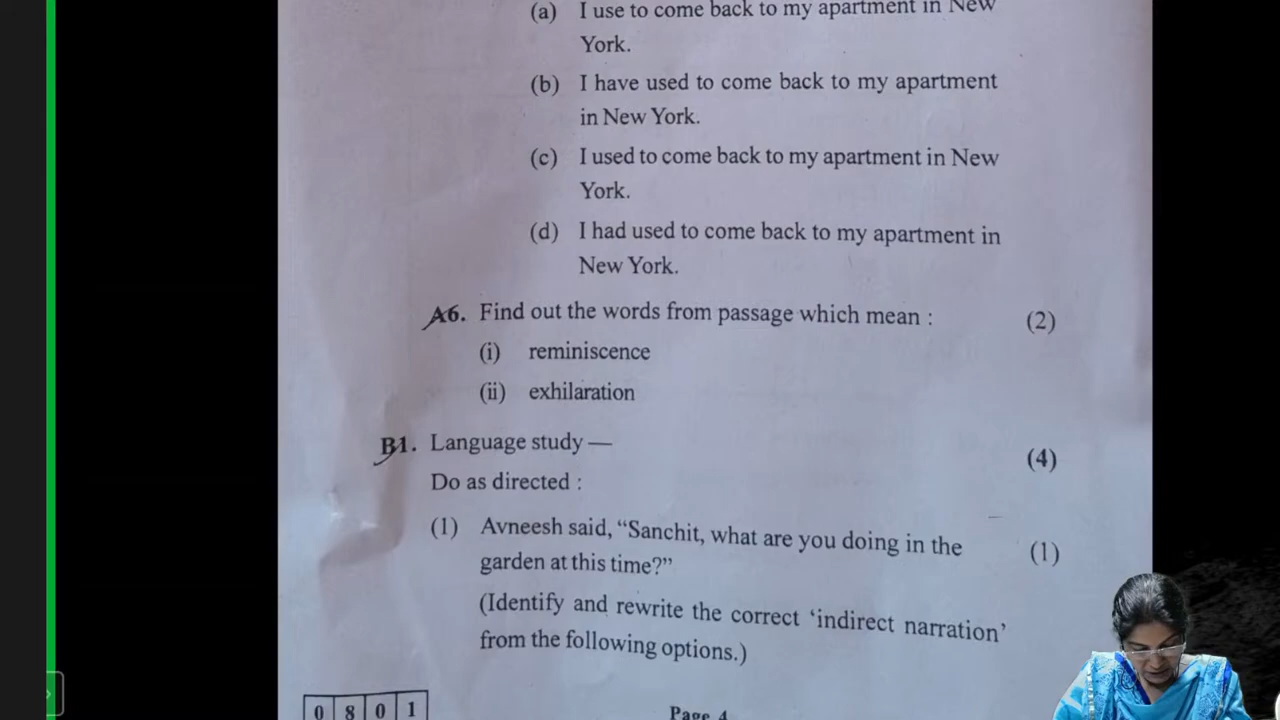 (a) I use to come back to my apartment in New
York.
(b) I have used to come back to my apartment
in New York.
(c) I used to come back to my apartment in New
York.
(d) I had used to come back to my apartment in
New York.
A6. Find out the words from passage which mean : (2)
(i) reminiscence
(ii) exhilaration
B1. Language study — (4)
Do as directed :
(1) Avneesh said, “Sanchit, what are you doing in the (1)
garden at this time?”
(Identify and rewrite the correct ‘indirect narration’
from the following options.)
0 8 0 1 Page 4